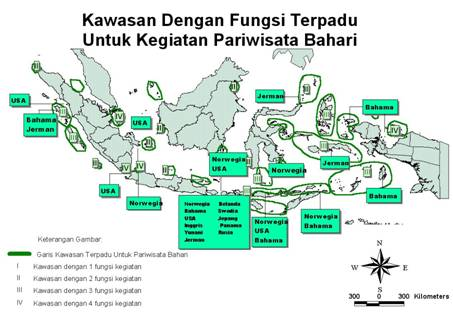 Kawasan Dengan Fungsi Terpadu
Untuk Kegiatan Pariwisata Bahari
USA
Bahama
Jerman
USA
Jerman
Bahama
IV
IV
Norwegia
USA
Jerman
USA
Norwegia
Bahama
Norwegia
Bahama
USA
Inggris
Yunani
Jerman
Belanda
Swedia
Jepang
Panama
Rusia
Norwegia
USA
Bahama
Norwegia
Bahama
Keterangan Gambar:
Garis Kawasan Terpadu Untuk Pariwisata Bahari
I Kawasan dengan 1 fungsi kegiatan
II Kawasan dengan 2 fungsi kegiatan
III Kawasan dengan 3 fungsi kegiatan
IV Kawasan dengan 4 fungsi kegiatan
N
W E
S
300 0 300 Kilometers